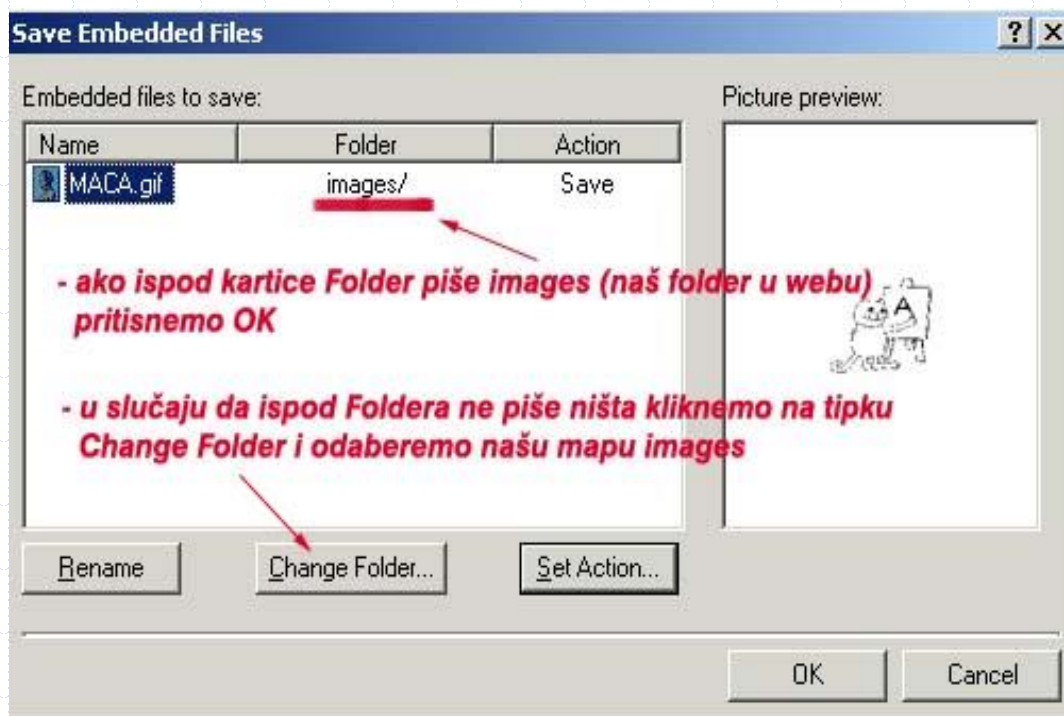 Save Embedded Files
Embedded files to save:
Picture preview:
Name Folder Action
MACA.gif images/ Save
- ako ispod kartice Folder piše images (naš folder u webu)
pritisnemo OK
A
- u slučaju da ispod Foldera ne piše ništa kliknemo na tipku
Change Folder i odaberemo našu mapu images
Rename Change Folder... Set Action...
OK Cancel